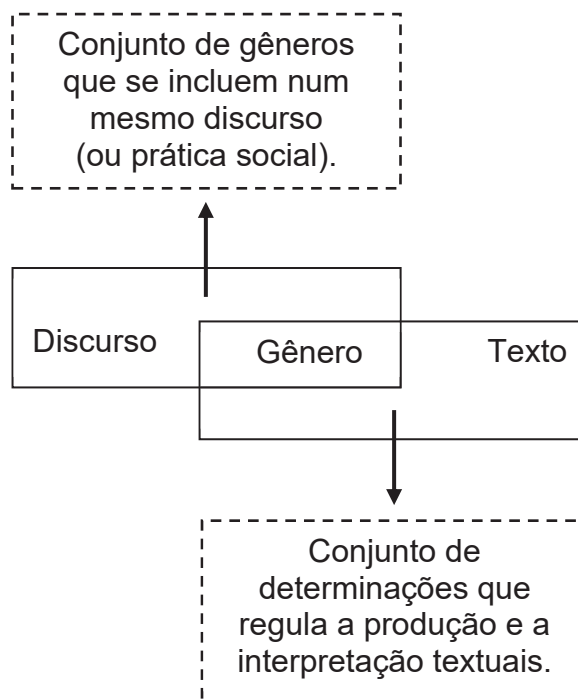 Conjunto de gêneros
que se incluem num
mesmo discurso
(ou prática social).
Discurso
Gênero
Texto
Conjunto de
determinações que
regula a produção e a
interpretação textuais.